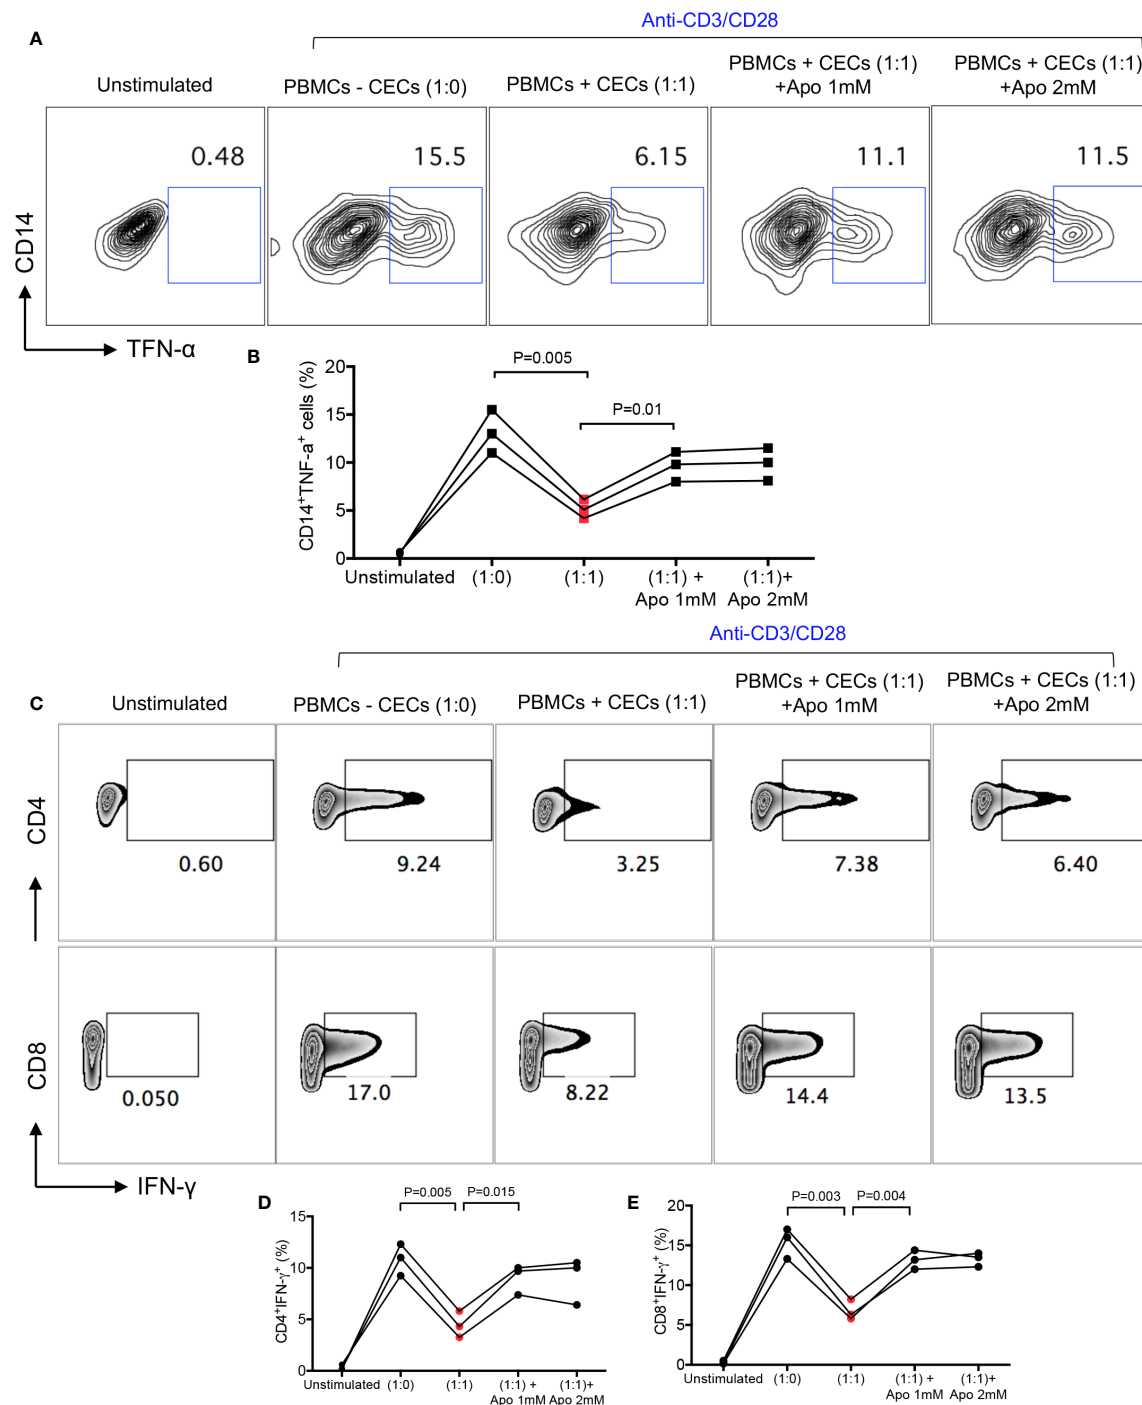 Anti-CD3/CD28
A
Unstimulated
PBMCs - CECs (1:0)
PBMCs + CECs (1:1)
PBMCs + CECs (1:1)
+Apo 1mM
PBMCs + CECs (1:1)
+Apo 2mM
0.48
15.5
6.15
11.1
11.5
CD14
TFN-α
B
P=0.005
P=0.01
CD14⁺TNF-a⁺ cells (%)
20
15
10
5
0
Unstimulated
(1:0)
(1:1)
(1:1) +
Apo 1mM
(1:1)+
Apo 2mM
Anti-CD3/CD28
C
Unstimulated
PBMCs - CECs (1:0)
PBMCs + CECs (1:1)
PBMCs + CECs (1:1)
+Apo 1mM
PBMCs + CECs (1:1)
+Apo 2mM
CD4
0.60
9.24
3.25
7.38
6.40
CD8
0.050
17.0
8.22
14.4
13.5
IFN-γ
D
P=0.005
P=0.015
CD4⁺IFN-γ⁺ (%)
15
10
5
0
Unstimulated
(1:0)
(1:1)
(1:1) +
Apo 1mM
(1:1)+
Apo 2mM
E
P=0.003
P=0.004
CD8⁺IFN-γ⁺ (%)
20
15
10
5
0
Unstimulated
(1:0)
(1:1)
(1:1) +
Apo 1mM
(1:1)+
Apo 2mM